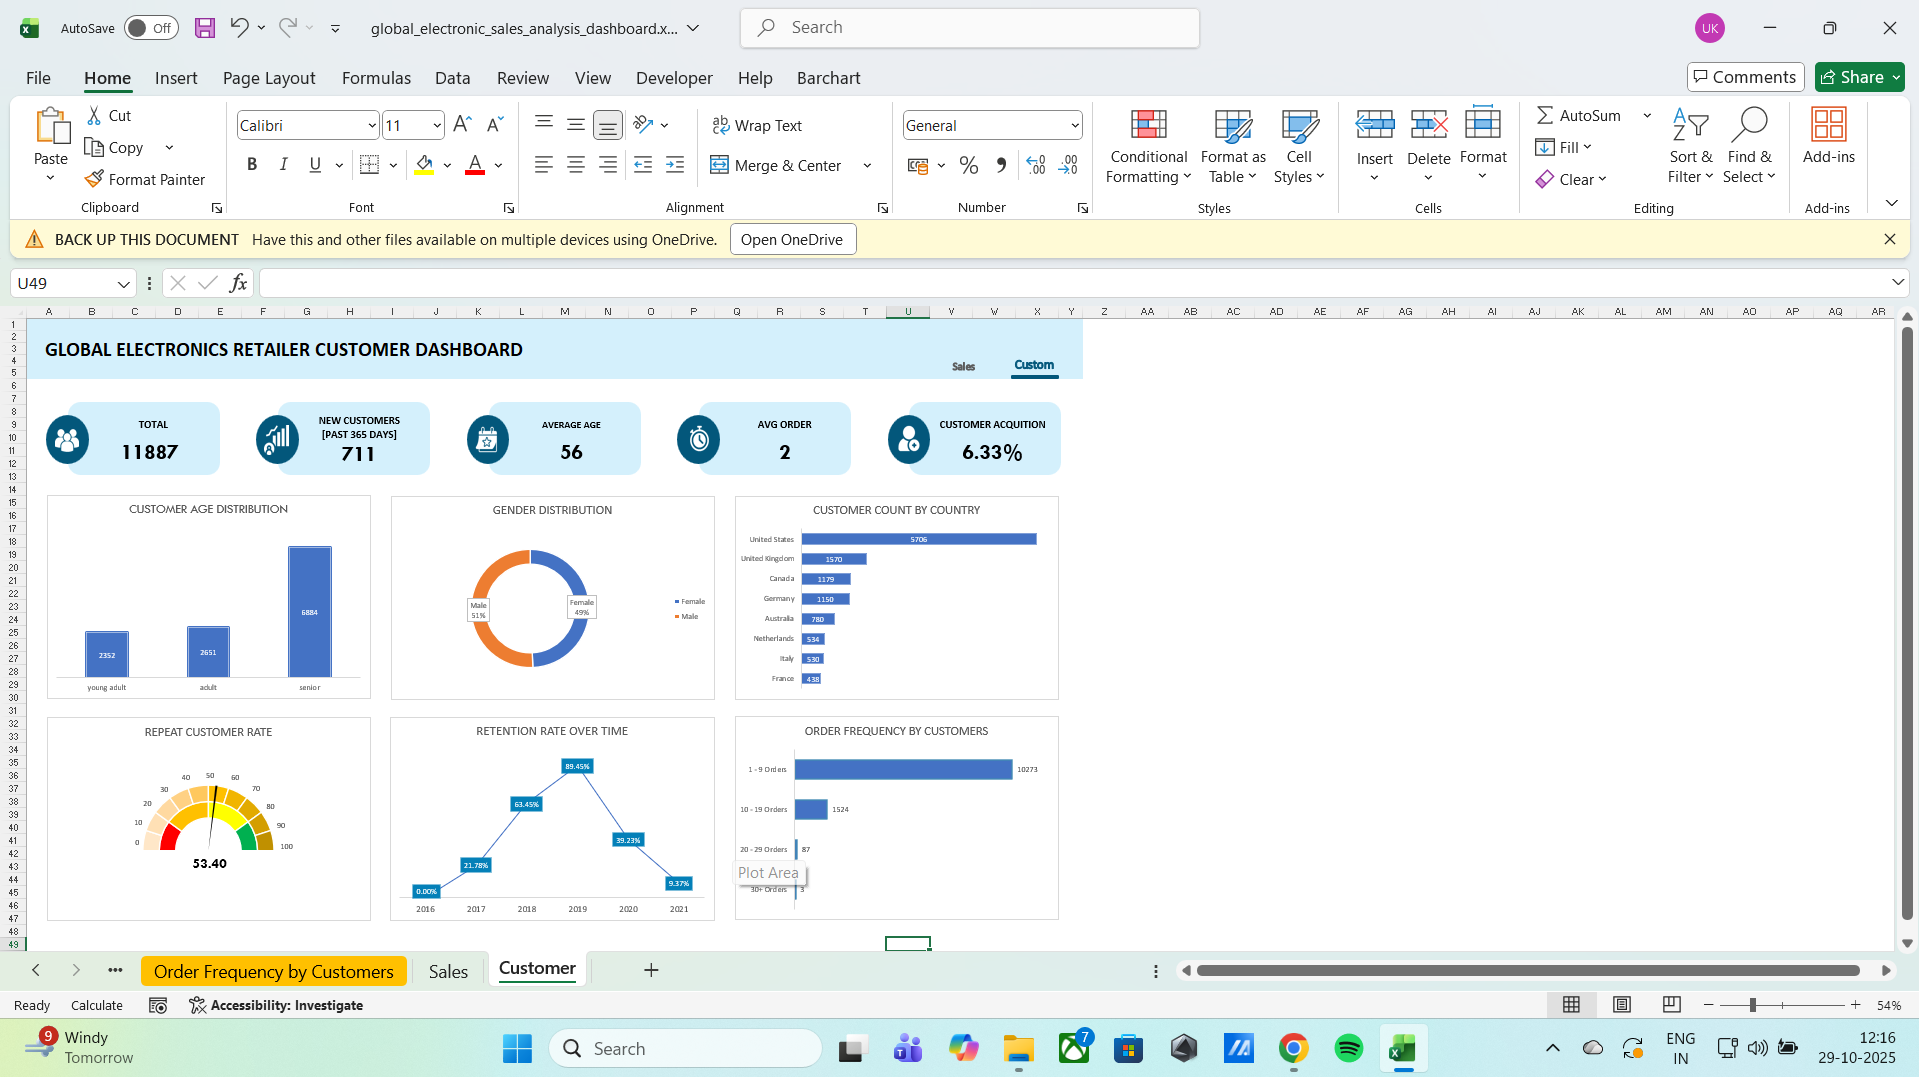 AutoSave Off global_electronic_sales_analysis_dashboard.x... Search UK
File Home Insert Page Layout Formulas Data Review View Developer Help Barchart Comments Share
Paste Cut Copy Format Painter Clipboard
Calibri 11 B I U A Font
Wrap Text Merge & Center Alignment
General % Number
Conditional Formatting Format as Table Cell Styles Styles
Insert Delete Format Cells
AutoSum Fill Clear Sort & Filter Find & Select Editing
Add-ins Add-ins
BACK UP THIS DOCUMENT Have this and other files available on multiple devices using OneDrive. Open OneDrive
U49 fx
A B C D E F G H I J K L M N O P Q R S T U V W X Y Z AA AB AC AD AE AF AG AH AI AJ AK AL AM AN AO AP AQ AR
1 2 3 4 5 6 7 8 9 10 11 12 13 14 15 16 17 18 19 20 21 22 23 24 25 26 27 28 29 30 31 32 33 34 35 36 37 38 39 40 41 42 43 44 45 46 47 48 49
GLOBAL ELECTRONICS RETAILER CUSTOMER DASHBOARD
Sales Custom
TOTAL
11887
NEW CUSTOMERS
[PAST 365 DAYS]
711
AVERAGE AGE
56
AVG ORDER
2
CUSTOMER ACQUITION
6.33%
CUSTOMER AGE DISTRIBUTION
2352 2651 6884
young adult adult senior
GENDER DISTRIBUTION
Male
51%
Female
49%
Female
Male
CUSTOMER COUNT BY COUNTRY
United States 5706
United Kingdom 1570
Canada 1179
Germany 1150
Australia 780
Netherlands 534
Italy 530
France 438
REPEAT CUSTOMER RATE
0 10 20 30 40 50 60 70 80 90 100
53.40
RETENTION RATE OVER TIME
0.00% 21.78% 63.45% 89.45% 39.23% 9.37%
2016 2017 2018 2019 2020 2021
ORDER FREQUENCY BY CUSTOMERS
1 - 9 Orders 10273
10 - 19 Orders 1524
20 - 29 Orders 87
Plot Area
30+ Orders 3
Order Frequency by Customers Sales Customer
Ready Calculate Accessibility: Investigate 54%
9 Windy
Tomorrow
Search
7
ENG
IN
12:16
29-10-2025